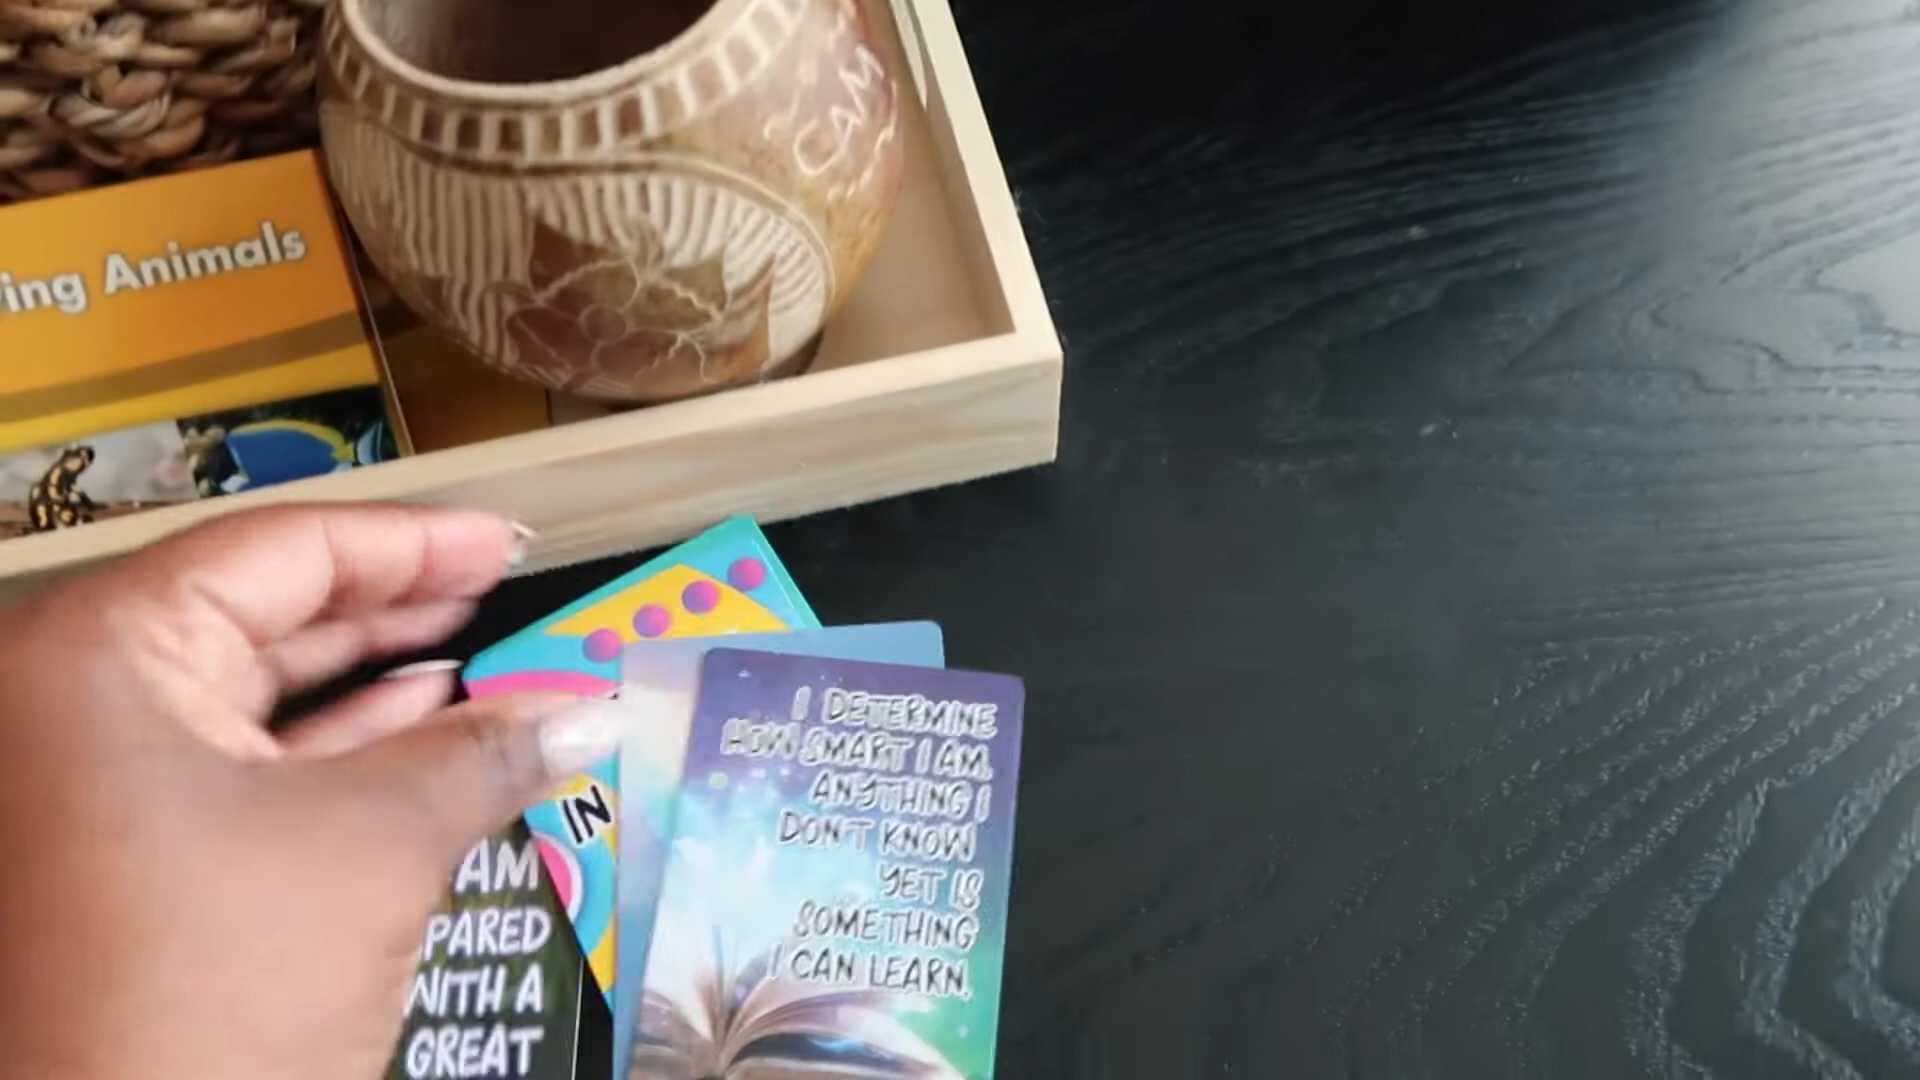 CAM
ing Animals
I DETERMINE
HOW SMART I AM.
ANYTHING I
DON'T KNOW
YET IS
SOMETHING
I CAN LEARN.
IN
AM
PARED
WITH A
GREAT